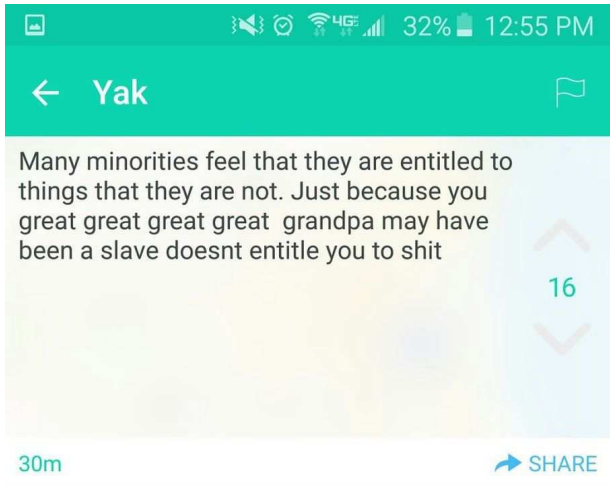 4G 32% 12:55 PM
Yak
Many minorities feel that they are entitled to
things that they are not. Just because you
great great great great  grandpa may have
been a slave doesnt entitle you to shit
16
30m SHARE